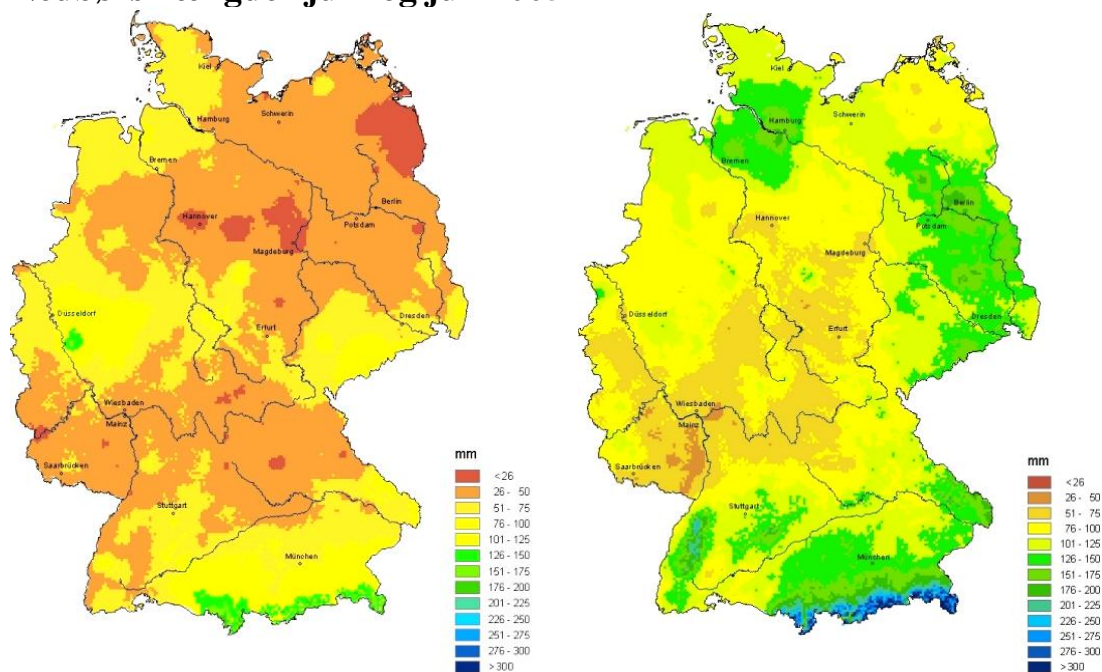 Kiel
Schwerin
Hamburg
Bremen
Berlin
Hannover
Potsdam
Magdeburg
Düsseldorf
Dresden
Erfurt
Wiesbaden
Mainz
Saarbrücken
Stuttgart
München
mm
<26
26 - 50
51 - 75
76 - 100
101 - 125
126 - 150
151 - 175
176 - 200
201 - 225
226 - 250
251 - 275
276 - 300
>300
Kiel
Hamburg
Schwerin
Bremen
Berlin
Hannover
Potsdam
Magdeburg
Düsseldorf
Dresden
Erfurt
Wiesbaden
Mainz
Saarbrücken
Stuttgart
München
mm
<26
26 - 50
51 - 75
76 - 100
101 - 125
126 - 150
151 - 175
176 - 200
201 - 225
226 - 250
251 - 275
276 - 300
>300